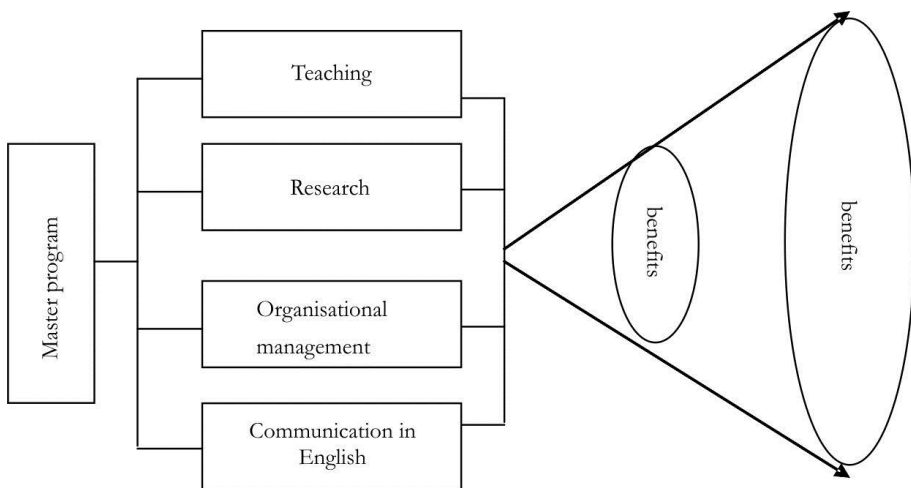 Master program
Teaching
Research
Organisational
management
Communication in
English
benefits
benefits